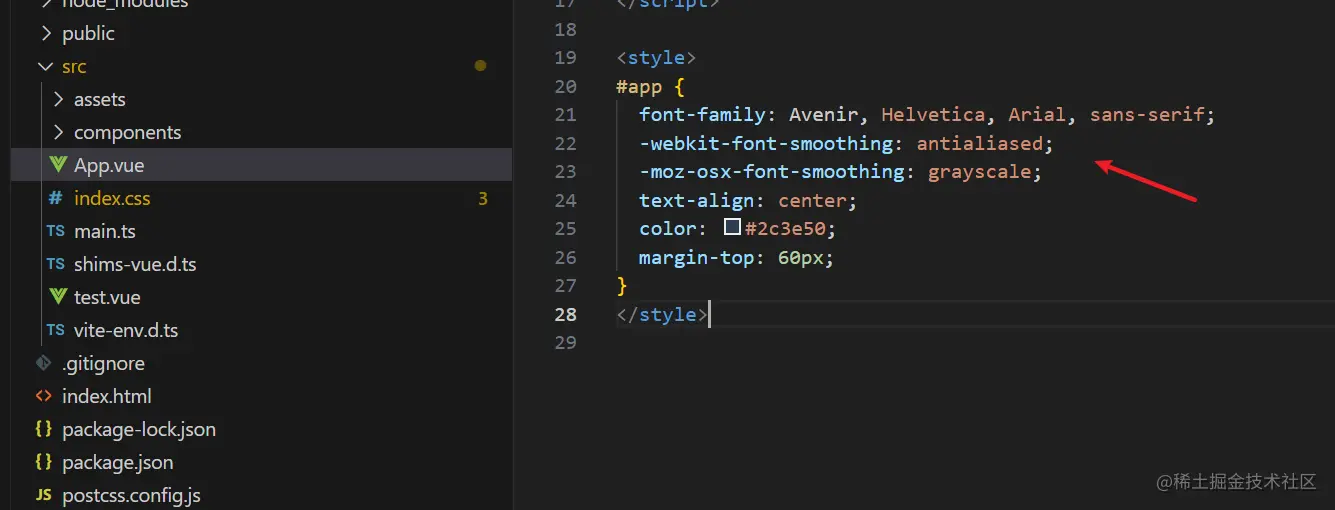 node_modules
public
src
assets
components
App.vue
# index.css 3
TS main.ts
TS shims-vue.d.ts
test.vue
TS vite-env.d.ts
.gitignore
<> index.html
{} package-lock.json
{} package.json
JS postcss.config.js
17 </script>
18
19 <style>
20 #app {
21 font-family: Avenir, Helvetica, Arial, sans-serif;
22 -webkit-font-smoothing: antialiased;
23 -moz-osx-font-smoothing: grayscale;
24 text-align: center;
25 color: #2c3e50;
26 margin-top: 60px;
27 }
28 </style>
29
@稀土掘金技术社区